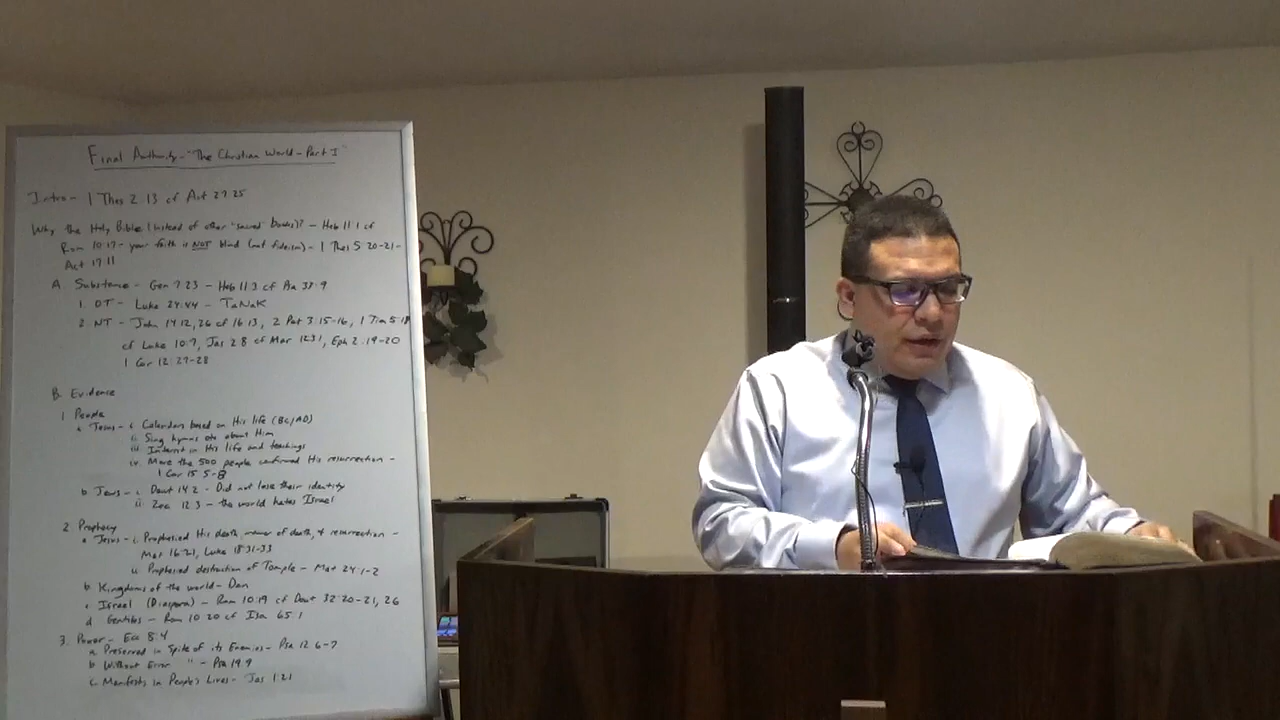 Final Authority - "The Christian World - Part I"
Intro - 1 Thes 2:13 cf Act 27:25
Why the Holy Bible (instead of other "sacred" books)? - Heb 11:1 cf
Rom 10:17 - your faith is NOT blind (not fideism) - 1 Thes 5:20-21 -
Act 17:11
A. Substance - Gen 7:23 - Heb 11:3 cf Psa 33:9
1. OT - Luke 24:44 - TaNaK
2. NT - John 14:12, 26 cf 16:13, 2 Pet 3:15-16, 1 Tim 5:18
cf Luke 10:7, Jas 2:8 cf Mar 12:31, Eph 2:19-20
1 Cor 12:27-28
B. Evidence
1. People
a. Jesus - i. Calendars based on His life (BC/AD)
ii. Sing hymns etc about Him
iii. Interest in His life and teachings
iv. More the 500 people confirmed His resurrection -
1 Cor 15:5-8
b. Jews - i. Deut 14:2 - Did not lose their identity
ii. Zec 12:3 - the world hates Israel
2. Prophecy
a. Jesus - i. Prophesied His death, manner of death, & resurrection -
Mat 16:21, Luke 18:31-33
ii. Prophesied destruction of Temple - Mat 24:1-2
b. Kingdoms of the world - Dan
c. Israel (Diaspora) - Rom 10:19 cf Deut 32:20-21, 26
d. Gentiles - Rom 10:20 cf Isa 65:1
3. Power - Ecc 8:4
a. Preserved in Spite of its Enemies - Psa 12:6-7
b. Without Error " - Psa 19:9
c. Manifests in People's Lives - Jas 1:21